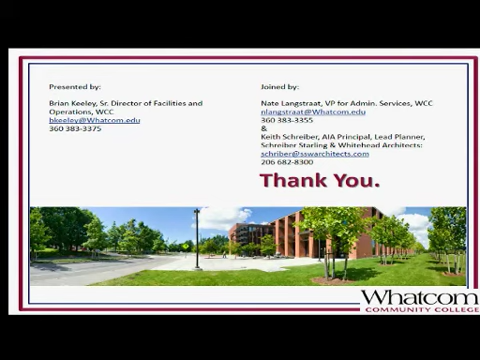 Presented by:
Brian Keeley, Sr. Director of Facilities and
Operations, WCC
bkeeley@Whatcom.edu
360 383-3375
Joined by:
Nate Langstraat, VP for Admin. Services, WCC
nlangstraat@Whatcom.edu
360 383-3355
&
Keith Schreiber, AIA Principal, Lead Planner,
Schreiber Starling & Whitehead Architects:
schriber@sswarchitects.com
206 682-8300
Thank You.
Whatcom
COMMUNITY COLLEGE